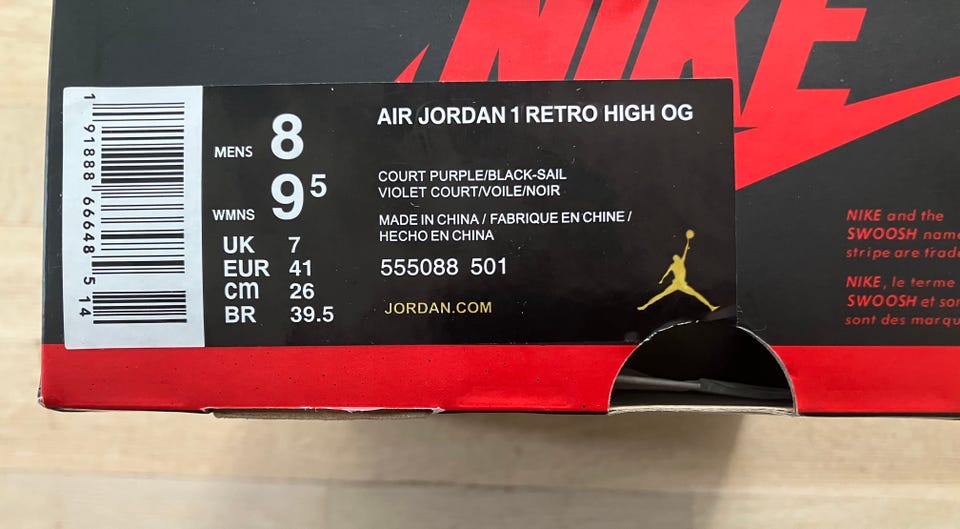 NIKE
1 91888 66648 5 14
MENS 8
WMNS 9 5
UK 7
EUR 41
cm 26
BR 39.5
AIR JORDAN 1 RETRO HIGH OG
COURT PURPLE/BLACK-SAIL
VIOLET COURT/VOILE/NOIR
MADE IN CHINA / FABRIQUE EN CHINE /
HECHO EN CHINA
555088 501
JORDAN.COM
NIKE and the
SWOOSH
stripe are
NIKE, le terme
SWOOSH et
sont des